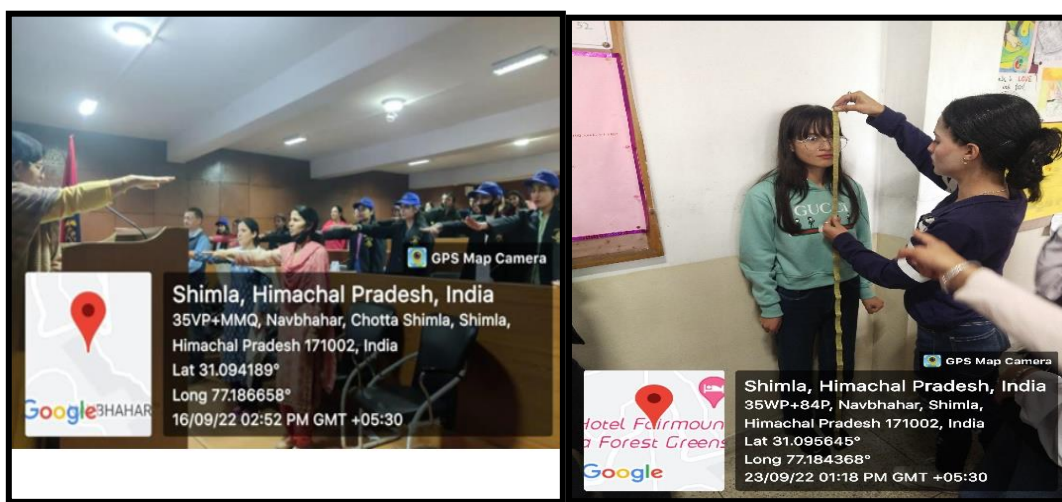 GPS Map Camera
Shimla, Himachal Pradesh, India
35VP+MMQ, Navbhahar, Chotta Shimla, Shimla,
Himachal Pradesh 171002, India
Lat 31.094189°
Long 77.186658°
16/09/22 02:52 PM GMT +05:30
Google
BHAHAR
52.
GUCCI
GPS Map Camera
Shimla, Himachal Pradesh, India
35WP+84P, Navbhahar, Shimla,
Himachal Pradesh 171002, India
Lat 31.095645°
Long 77.184368°
23/09/22 01:18 PM GMT +05:30
Hotel Fairmoun
a Forest Greens
Google